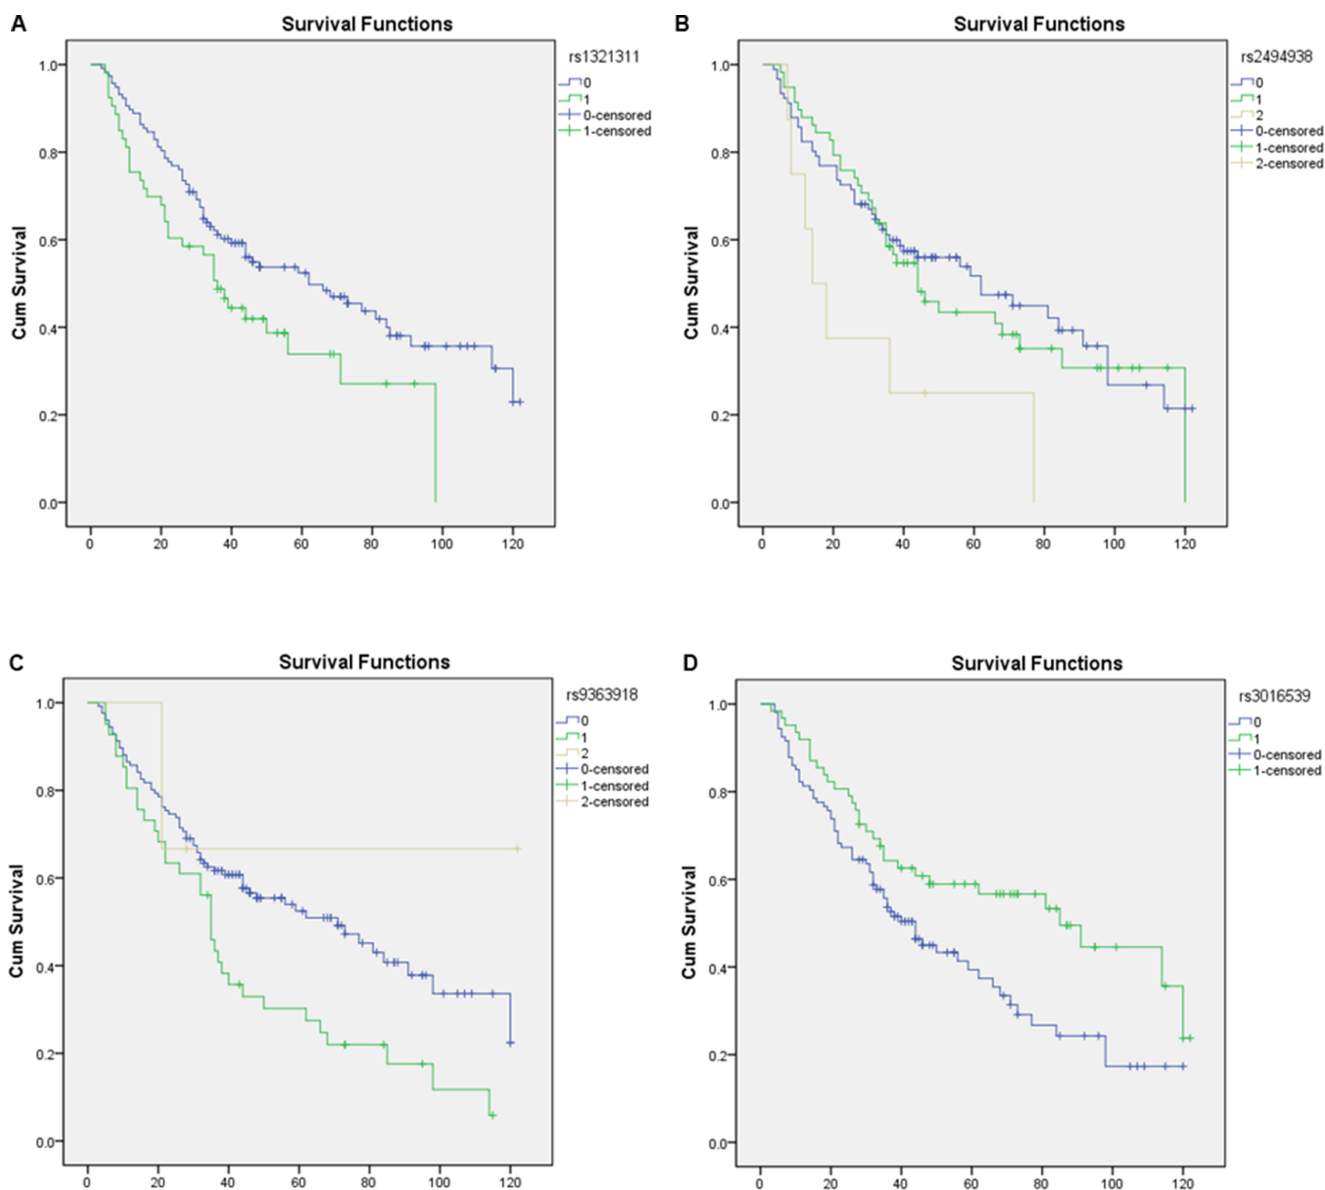 A
Survival Functions
rs1321311
0
1
0-censored
1-censored
Cum Survival
1.0
0.8
0.6
0.4
0.2
0.0
0 20 40 60 80 100 120
B
Survival Functions
rs2494938
0
1
2
0-censored
1-censored
2-censored
Cum Survival
1.0
0.8
0.6
0.4
0.2
0.0
0 20 40 60 80 100 120
C
Survival Functions
rs9363918
0
1
2
0-censored
1-censored
2-censored
Cum Survival
1.0
0.8
0.6
0.4
0.2
0.0
0 20 40 60 80 100 120
D
Survival Functions
rs3016539
0
1
0-censored
1-censored
Cum Survival
1.0
0.8
0.6
0.4
0.2
0.0
0 20 40 60 80 100 120